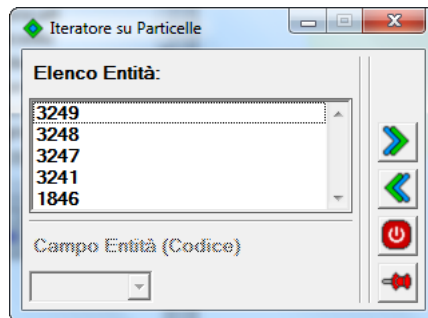 Iteratore su Particelle
Elenco Entità:
3249
3248
3247
3241
1846
Campo Entità (Codice)